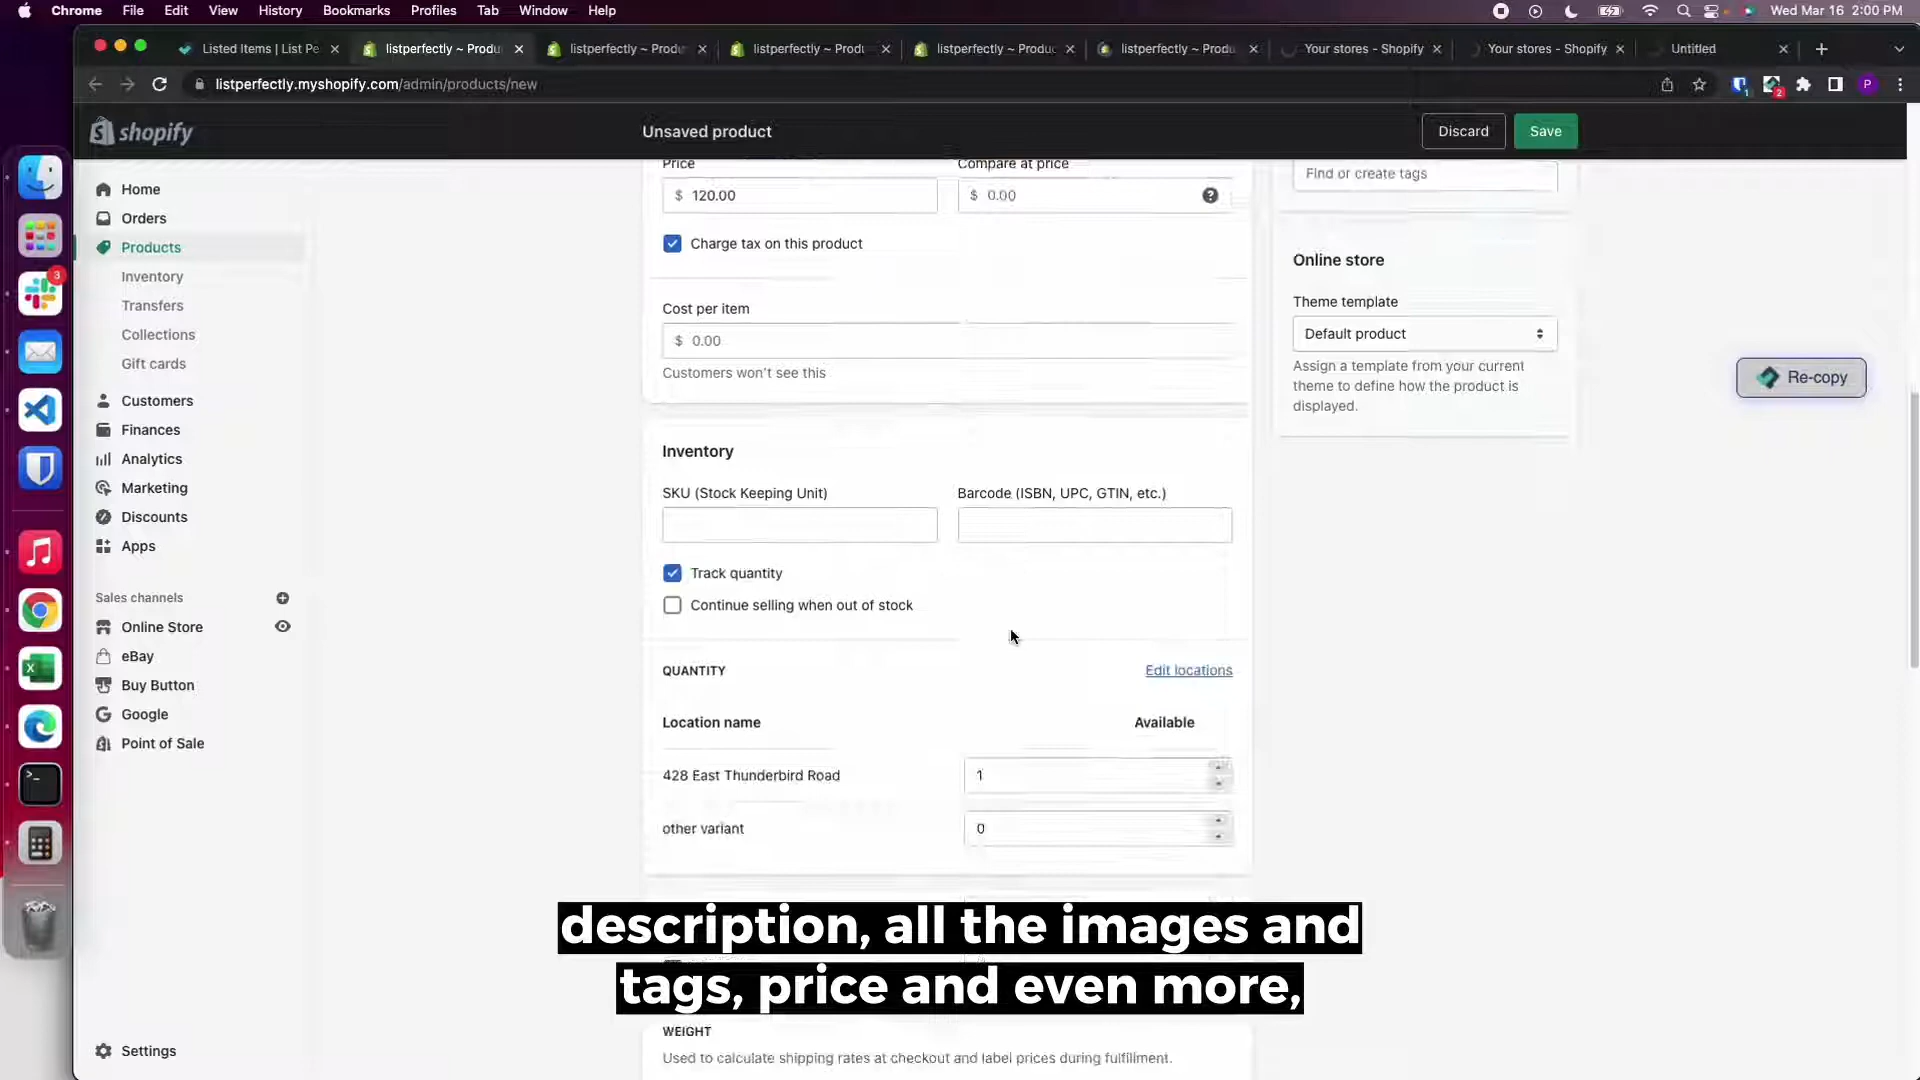 Chrome File Edit View History Bookmarks Profiles Tab Window Help
Wed Mar 16 2:00 PM
Listed Items | List Pe
listperfectly ~ Produ
listperfectly ~ Produ
listperfectly ~ Produ
listperfectly ~ Produc
listperfectly ~ Produ
Your stores - Shopify
Your stores - Shopify
Untitled
listperfectly.myshopify.com/admin/products/new
1
2
P
shopify
Unsaved product
Discard
Save
3
Home
Orders
Products
Inventory
Transfers
Collections
Gift cards
Customers
Finances
Analytics
Marketing
Discounts
Apps
Sales channels
Online Store
eBay
Buy Button
Google
Point of Sale
Settings
Price
Compare at price
$ 120.00
$ 0.00
Charge tax on this product
Cost per item
$ 0.00
Customers won't see this
Inventory
SKU (Stock Keeping Unit)
Barcode (ISBN, UPC, GTIN, etc.)
Track quantity
Continue selling when out of stock
QUANTITY
Edit locations
Location name
Available
428 East Thunderbird Road
1
other variant
0
WEIGHT
Used to calculate shipping rates at checkout and label prices during fulfillment.
Find or create tags
Online store
Theme template
Default product
Assign a template from your current
theme to define how the product is
displayed.
Re-copy
description, all the images and
tags, price and even more,